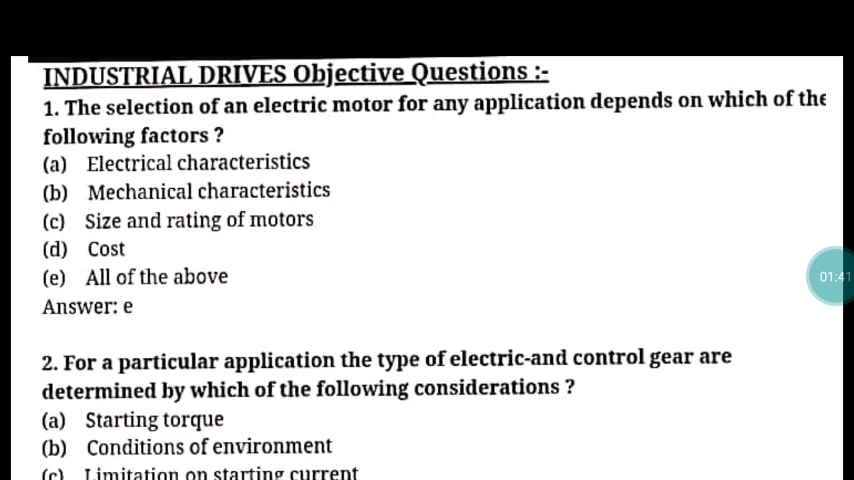 INDUSTRIAL DRIVES Objective Questions :-
1. The selection of an electric motor for any application depends on which of the
following factors ?
(a) Electrical characteristics
(b) Mechanical characteristics
(c) Size and rating of motors
(d) Cost
(e) All of the above
Answer: e
01:41
2. For a particular application the type of electric-and control gear are
determined by which of the following considerations ?
(a) Starting torque
(b) Conditions of environment
(c) Limitation on starting current